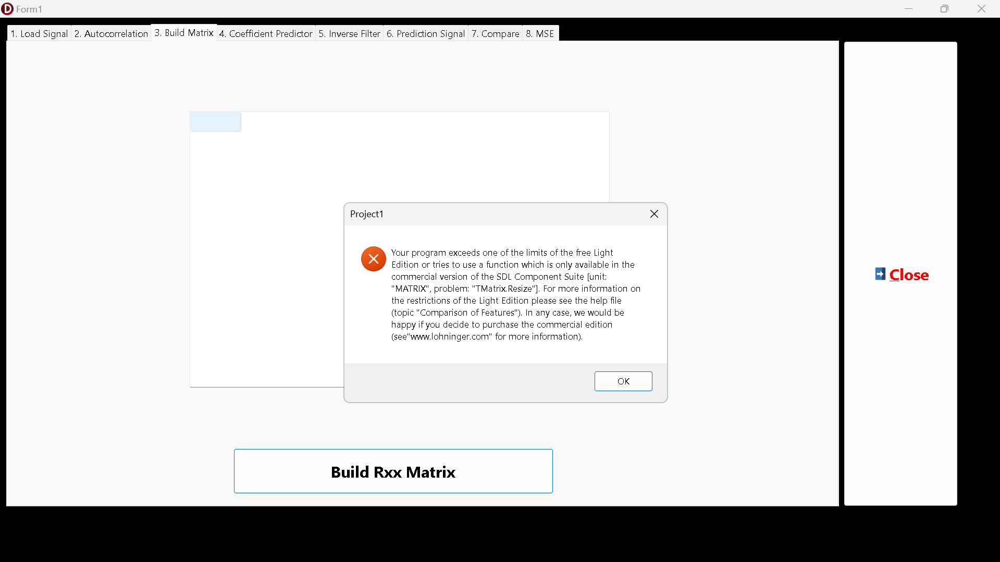 Form1
1. Load Signal 2. Autocorrelation 3. Build Matrix 4. Coefficient Predictor 5. Inverse Filter 6. Prediction Signal 7. Compare 8. MSE
Project1
Your program exceeds one of the limits of the free Light
Edition or tries to use a function which is only available in the
commercial version of the SDL Component Suite [unit:
"MATRIX", problem: "TMatrix.Resize"]. For more information on
the restrictions of the Light Edition please see the help file
(topic "Comparison of Features"). In any case, we would be
happy if you decide to purchase the commercial edition
(see"www.lohninger.com" for more information).
OK
Close
Build Rxx Matrix